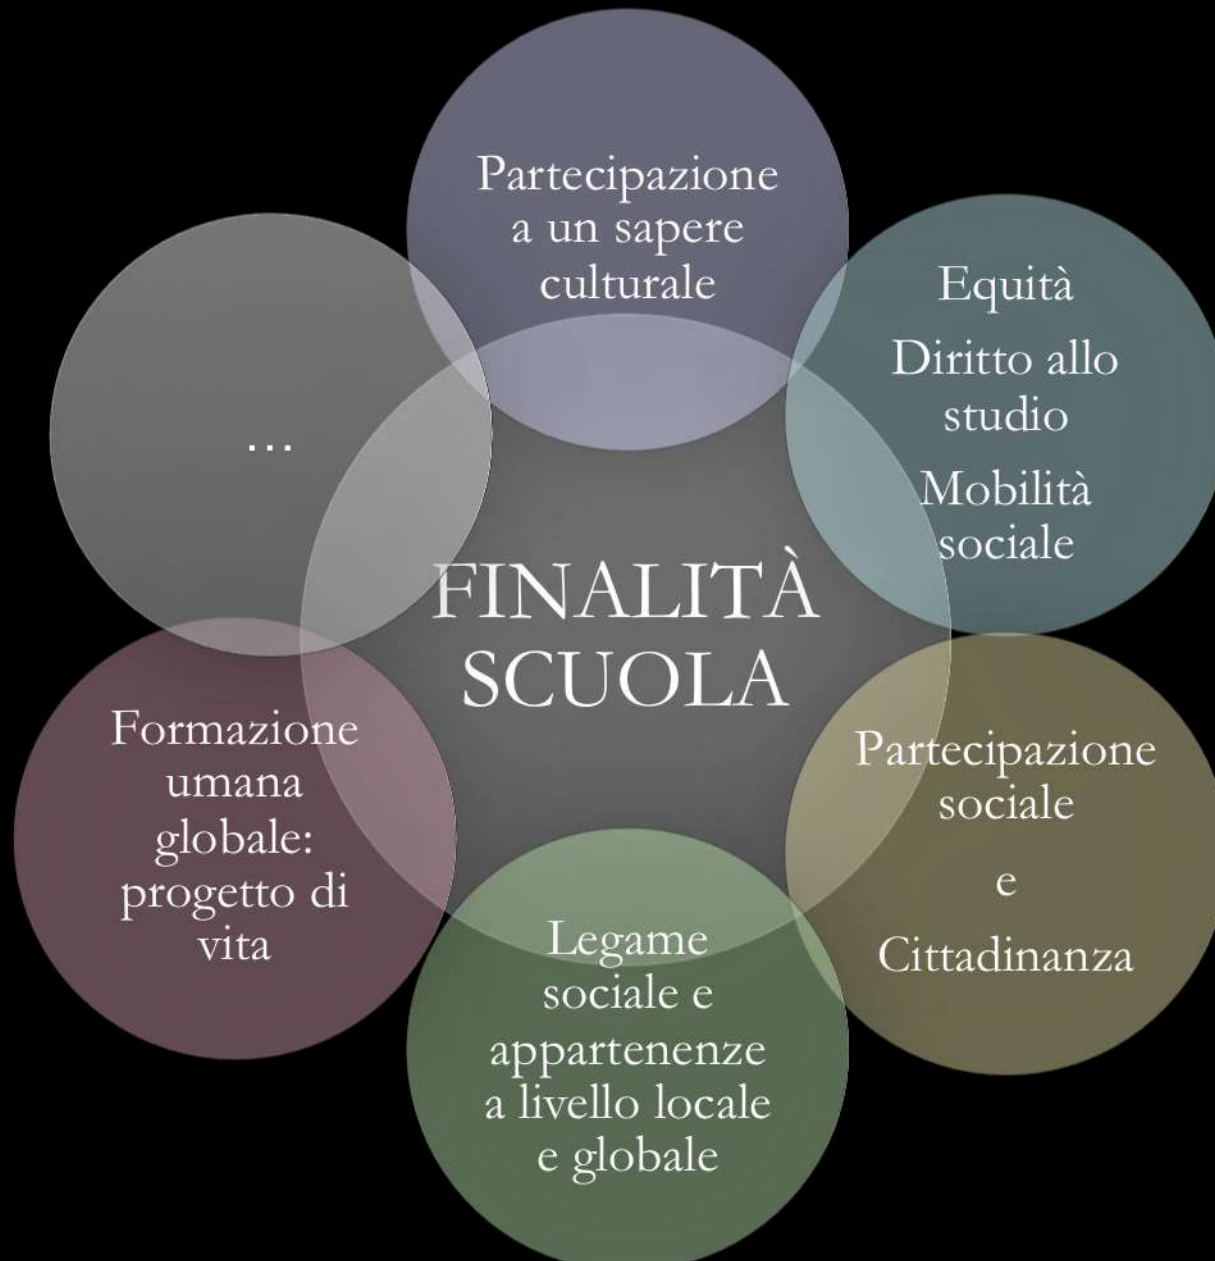 Partecipazione
a un sapere
culturale
Equità
Diritto allo
studio
Mobilità
sociale
...
FINALITÀ
SCUOLA
Formazione
umana
globale:
progetto di
vita
Partecipazione
sociale
e
Cittadinanza
Legame
sociale e
appartenenze
a livello locale
e globale